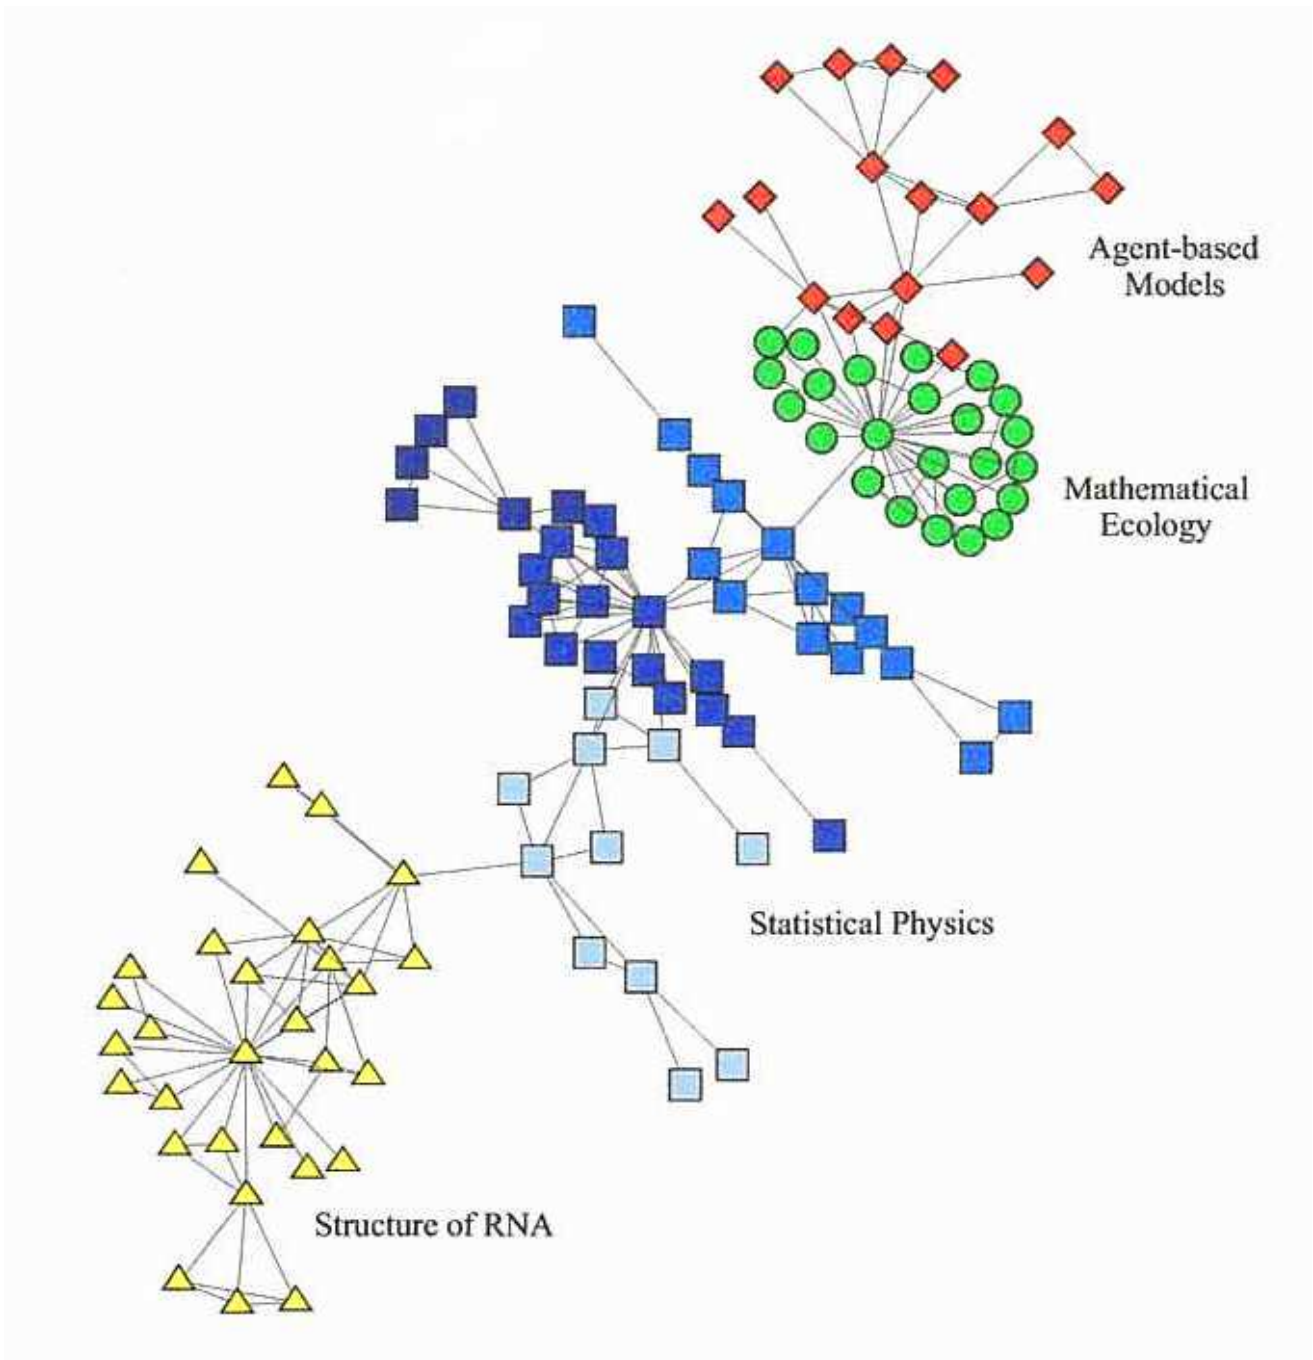 Agent-based
Models
Mathematical
Ecology
Statistical Physics
Structure of RNA